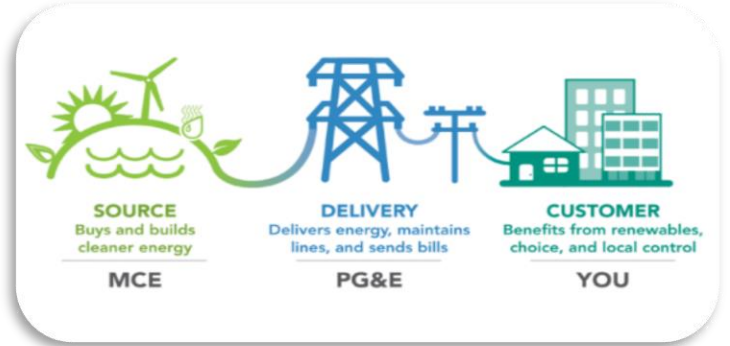 SOURCE
Buys and builds
cleaner energy
MCE
DELIVERY
Delivers energy, maintains
lines, and sends bills
PG&E
CUSTOMER
Benefits from renewables,
choice, and local control
YOU